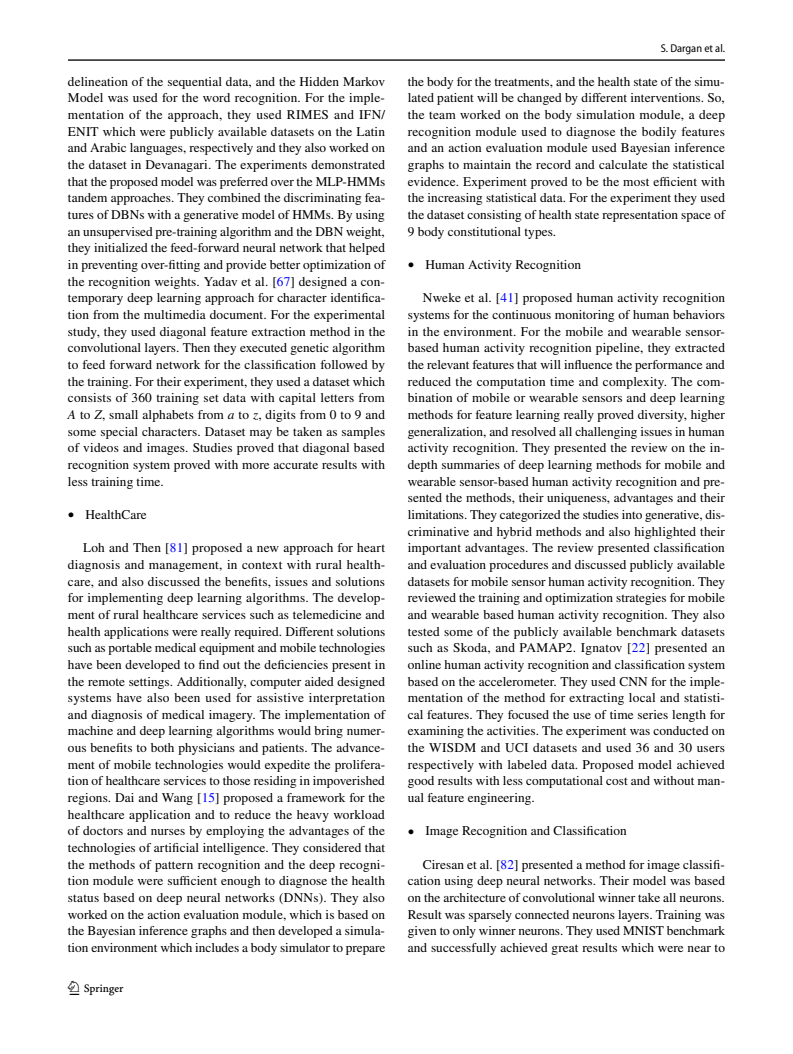 S. Dargan et al.
delineation of the sequential data, and the Hidden Markov
Model was used for the word recognition. For the imple-
mentation of the approach, they used RIMES and IFN/
ENIT which were publicly available datasets on the Latin
and Arabic languages, respectively and they also worked on
the dataset in Devanagari. The experiments demonstrated
that the proposed model was preferred over the MLP-HMMs
tandem approaches. They combined the discriminating fea-
tures of DBNs with a generative model of HMMs. By using
an unsupervised pre-training algorithm and the DBN weight,
they initialized the feed-forward neural network that helped
in preventing over-fitting and provide better optimization of
the recognition weights. Yadav et al. [67] designed a con-
temporary deep learning approach for character identifica-
tion from the multimedia document. For the experimental
study, they used diagonal feature extraction method in the
convolutional layers. Then they executed genetic algorithm
to feed forward network for the classification followed by
the training. For their experiment, they used a dataset which
consists of 360 training set data with capital letters from
A to Z, small alphabets from a to z, digits from 0 to 9 and
some special characters. Dataset may be taken as samples
of videos and images. Studies proved that diagonal based
recognition system proved with more accurate results with
less training time.
• HealthCare
Loh and Then [81] proposed a new approach for heart
diagnosis and management, in context with rural health-
care, and also discussed the benefits, issues and solutions
for implementing deep learning algorithms. The develop-
ment of rural healthcare services such as telemedicine and
health applications were really required. Different solutions
such as portable medical equipment and mobile technologies
have been developed to find out the deficiencies present in
the remote settings. Additionally, computer aided designed
systems have also been used for assistive interpretation
and diagnosis of medical imagery. The implementation of
machine and deep learning algorithms would bring numer-
ous benefits to both physicians and patients. The advance-
ment of mobile technologies would expedite the prolifera-
tion of healthcare services to those residing in impoverished
regions. Dai and Wang [15] proposed a framework for the
healthcare application and to reduce the heavy workload
of doctors and nurses by employing the advantages of the
technologies of artificial intelligence. They considered that
the methods of pattern recognition and the deep recogni-
tion module were sufficient enough to diagnose the health
status based on deep neural networks (DNNs). They also
worked on the action evaluation module, which is based on
the Bayesian inference graphs and then developed a simula-
tion environment which includes a body simulator to prepare
the body for the treatments, and the health state of the simu-
lated patient will be changed by different interventions. So,
the team worked on the body simulation module, a deep
recognition module used to diagnose the bodily features
and an action evaluation module used Bayesian inference
graphs to maintain the record and calculate the statistical
evidence. Experiment proved to be the most efficient with
the increasing statistical data. For the experiment they used
the dataset consisting of health state representation space of
9 body constitutional types.
• Human Activity Recognition
Nweke et al. [41] proposed human activity recognition
systems for the continuous monitoring of human behaviors
in the environment. For the mobile and wearable sensor-
based human activity recognition pipeline, they extracted
the relevant features that will influence the performance and
reduced the computation time and complexity. The com-
bination of mobile or wearable sensors and deep learning
methods for feature learning really proved diversity, higher
generalization, and resolved all challenging issues in human
activity recognition. They presented the review on the in-
depth summaries of deep learning methods for mobile and
wearable sensor-based human activity recognition and pre-
sented the methods, their uniqueness, advantages and their
limitations. They categorized the studies into generative, dis-
criminative and hybrid methods and also highlighted their
important advantages. The review presented classification
and evaluation procedures and discussed publicly available
datasets for mobile sensor human activity recognition. They
reviewed the training and optimization strategies for mobile
and wearable based human activity recognition. They also
tested some of the publicly available benchmark datasets
such as Skoda, and PAMAP2. Ignatov [22] presented an
online human activity recognition and classification system
based on the accelerometer. They used CNN for the imple-
mentation of the method for extracting local and statisti-
cal features. They focused the use of time series length for
examining the activities. The experiment was conducted on
the WISDM and UCI datasets and used 36 and 30 users
respectively with labeled data. Proposed model achieved
good results with less computational cost and without man-
ual feature engineering.
• Image Recognition and Classification
Ciresan et al. [82] presented a method for image classifi-
cation using deep neural networks. Their model was based
on the architecture of convolutional winner take all neurons.
Result was sparsely connected neurons layers. Training was
given to only winner neurons. They used MNIST benchmark
and successfully achieved great results which were near to
Springer